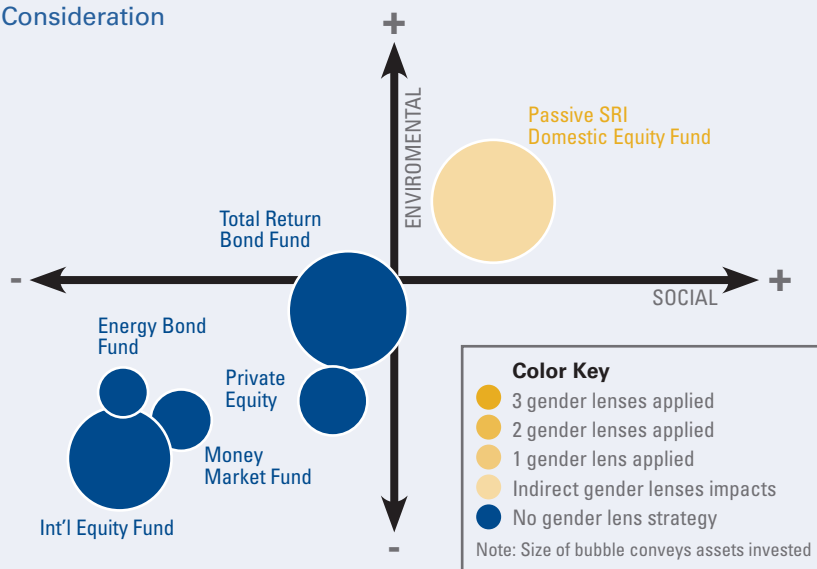 Consideration
+
ENVIROMENTAL
Passive SRI
Domestic Equity Fund
Total Return
Bond Fund
-
+
SOCIAL
Energy Bond
Fund
Private
Equity
Money
Market Fund
Int'l Equity Fund
-
Color Key
3 gender lenses applied
2 gender lenses applied
1 gender lens applied
Indirect gender lenses impacts
No gender lens strategy
Note: Size of bubble conveys assets invested